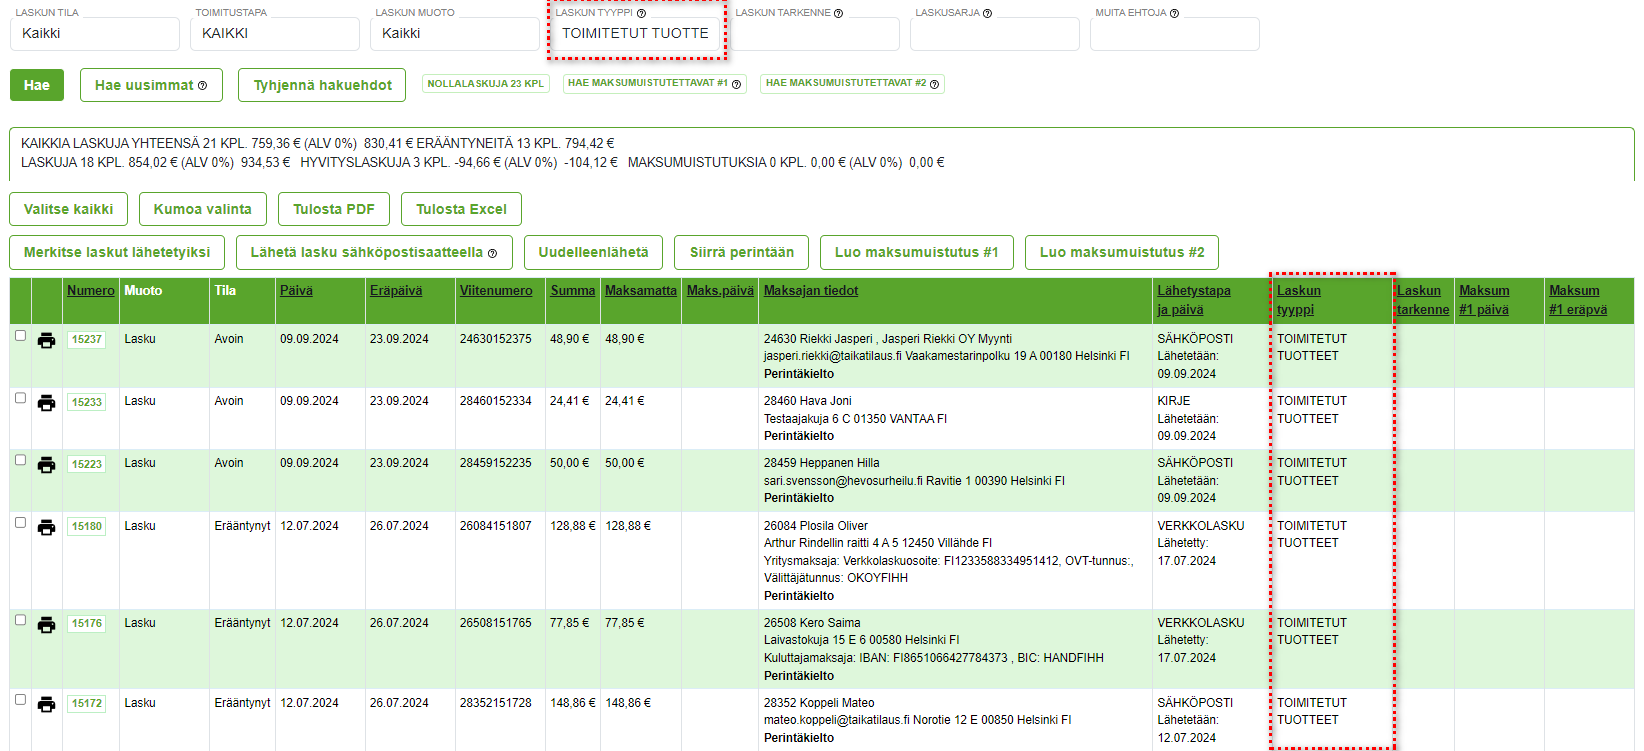 LASKUN TILA TOIMITUSTAPA LASKUN MUOTO LASKUN TYYPPI LASKUN TARKENNE LASKUSARJA MUITA EHTOJA
Kaikki KAIKKI Kaikki TOIMITETUT TUOTTE
Hae Hae uusimmat Tyhjennä hakuehdot NOLLALASKUJA 23 KPL HAE MAKSUMUISTUTETTAVAT #1 HAE MAKSUMUISTUTETTAVAT #2
KAIKKIA LASKUJA YHTEENSÄ 21 KPL. 759,36 € (ALV 0%) 830,41 € ERÄÄNTYNEITÄ 13 KPL. 794,42 €
LASKUJA 18 KPL. 854,02 € (ALV 0%) 934,53 € HYVITYSLASKUJA 3 KPL. -94,66 € (ALV 0%) -104,12 € MAKSUMUISTUTUKSIA 0 KPL. 0,00 € (ALV 0%) 0,00 €
Valitse kaikki Kumoa valinta Tulosta PDF Tulosta Excel
Merkitse laskut lähetetyiksi Lähetä lasku sähköpostisaatteella Uudelleenlähetä Siirrä perintään Luo maksumuistutus #1 Luo maksumuistutus #2
Numero Muoto Tila Päivä Eräpäivä Viitenumero Summa Maksamatta Maks.päivä Maksajan tiedot Lähetystapa Laskun Laskun Maksum Maksum
ja päivä tyyppi tarkenne #1 päivä #1 eräpvä
15237 Lasku Avoin 09.09.2024 23.09.2024 24630152375 48,90 € 48,90 € 24630 Riekki Jasperi , Jasperi Riekki OY Myynti SÄHKÖPOSTI TOIMITETUT
jasperi.riekki@taikatilaus.fi Vaakamestarinpolku 19 A 00180 Helsinki FI Lähetetään: TUOTTEET
Perintäkielto 09.09.2024
15233 Lasku Avoin 09.09.2024 23.09.2024 28460152334 24,41 € 24,41 € 28460 Hava Joni KIRJE TOIMITETUT
Testaajakuja 6 C 01350 VANTAA FI Lähetetään: TUOTTEET
Perintäkielto 09.09.2024
15223 Lasku Avoin 09.09.2024 23.09.2024 28459152235 50,00 € 50,00 € 28459 Heppanen Hilla SÄHKÖPOSTI TOIMITETUT
sari.svensson@hevosurheilu.fi Ravitie 1 00390 Helsinki FI Lähetetään: TUOTTEET
Perintäkielto 09.09.2024
15180 Lasku Erääntynyt 12.07.2024 26.07.2024 26084151807 128,88 € 128,88 € 26084 Plosila Oliver VERKKOLASKU TOIMITETUT
Arthur Rindellin raitti 4 A 5 12450 Villähde FI Lähetetty: TUOTTEET
Yritysmaksaja: Verkkolaskuosoite: FI1233588334951412, OVT-tunnus:, 17.07.2024
Välittäjätunnus: OKOYFIHH
Perintäkielto
15176 Lasku Erääntynyt 12.07.2024 26.07.2024 26508151765 77,85 € 77,85 € 26508 Kero Saima VERKKOLASKU TOIMITETUT
Laivastokuja 15 E 6 00580 Helsinki FI Lähetetty: TUOTTEET
Kuluttajamaksaja: IBAN: FI8651066427784373 , BIC: HANDFIHH 17.07.2024
Perintäkielto
15172 Lasku Erääntynyt 12.07.2024 26.07.2024 28352151728 148,86 € 148,86 € 28352 Koppeli Mateo SÄHKÖPOSTI TOIMITETUT
mateo.koppeli@taikatilaus.fi Norotie 12 E 00850 Helsinki FI Lähetetään: TUOTTEET
Perintäkielto 12.07.2024